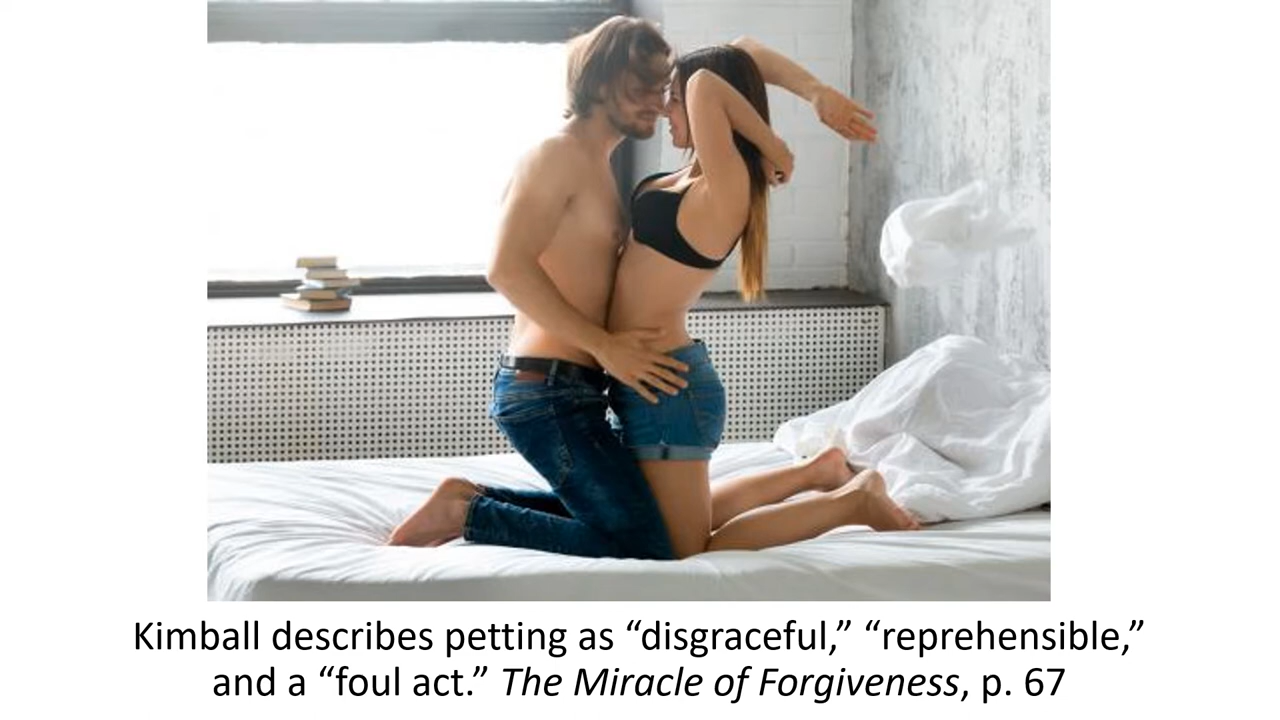 Kimball describes petting as “disgraceful,” “reprehensible,”
and a “foul act.” The Miracle of Forgiveness, p. 67